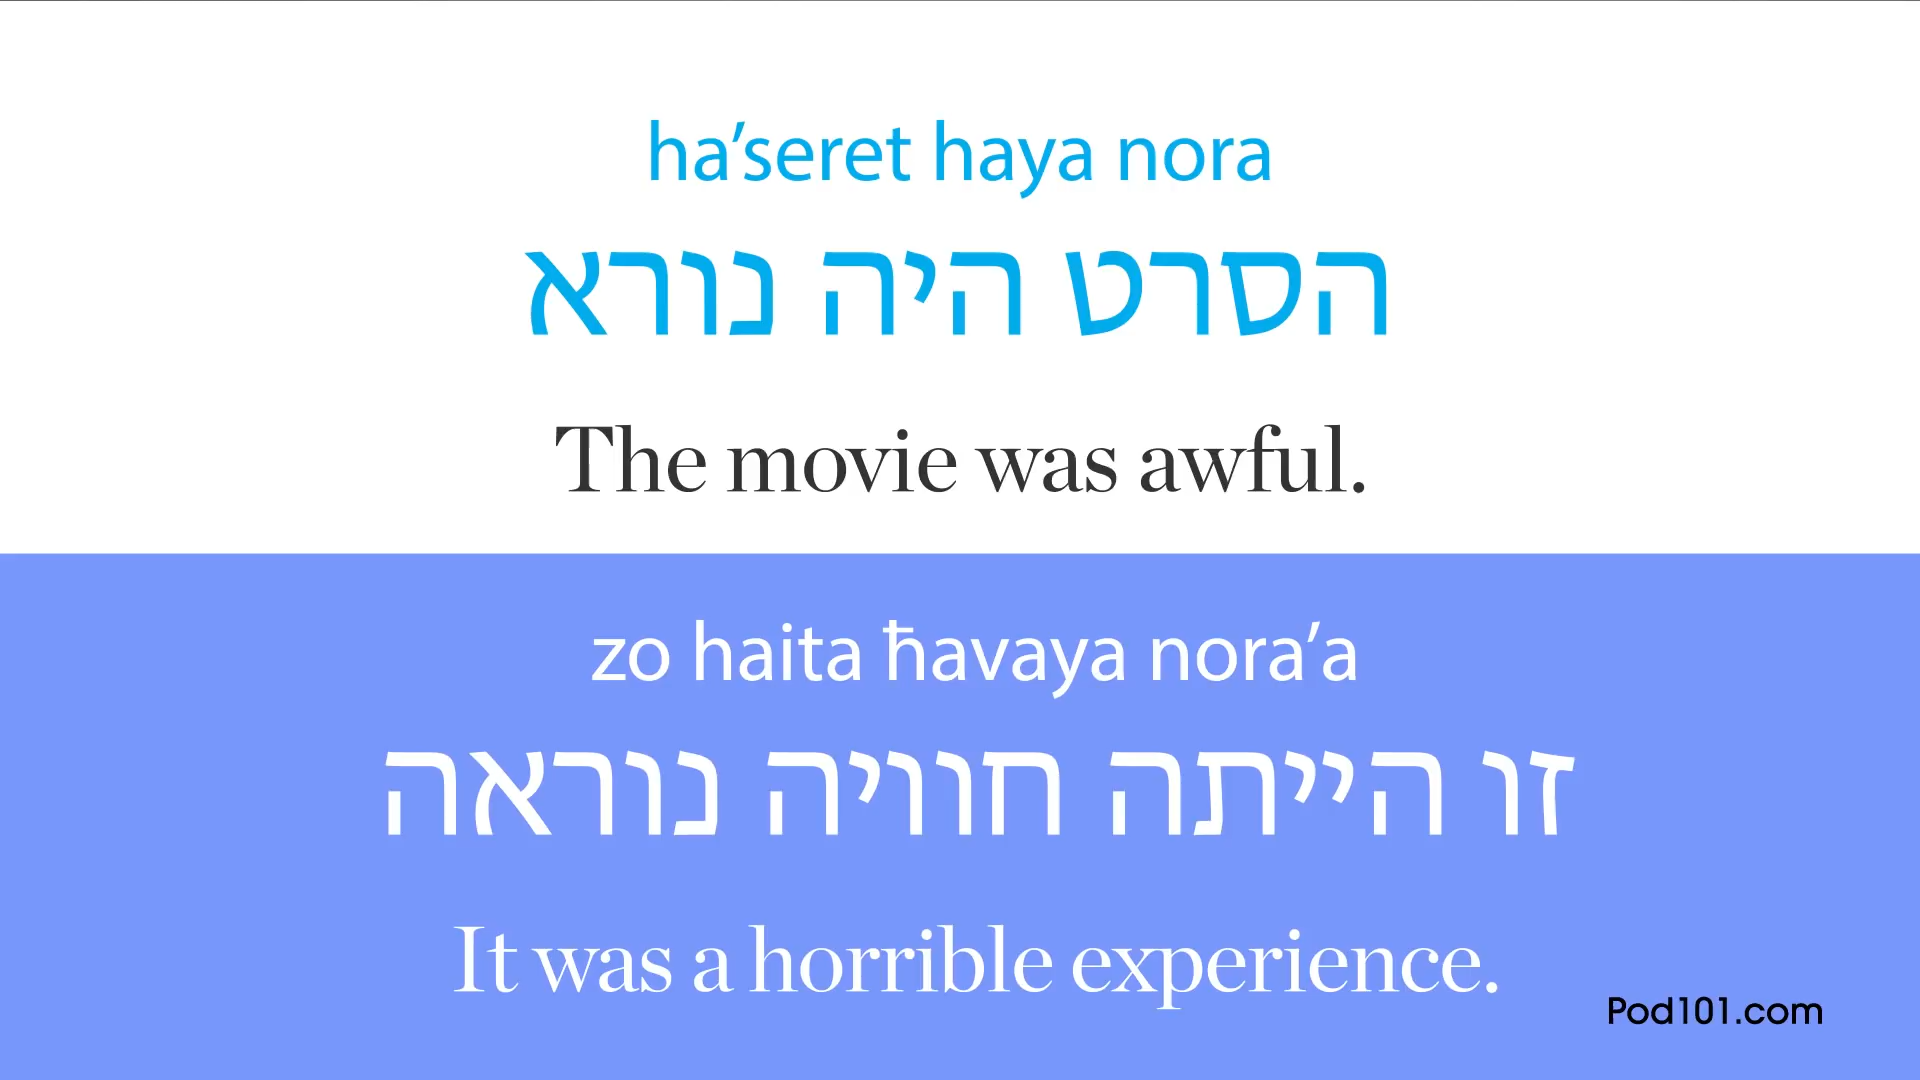 ha’seret haya nora
הסרט היה נורא
The movie was awful.
zo haita ħavaya nora’a
זו הייתה חוויה נוראה
It was a horrible experience.
Pod101.com